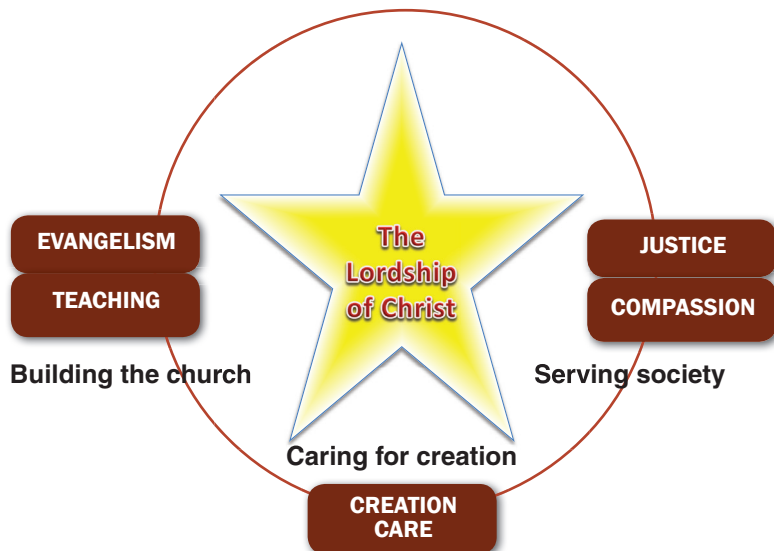 EVANGELISM
TEACHING
Building the church
The
Lordship
of Christ
JUSTICE
COMPASSION
Serving society
Caring for creation
CREATION
CARE